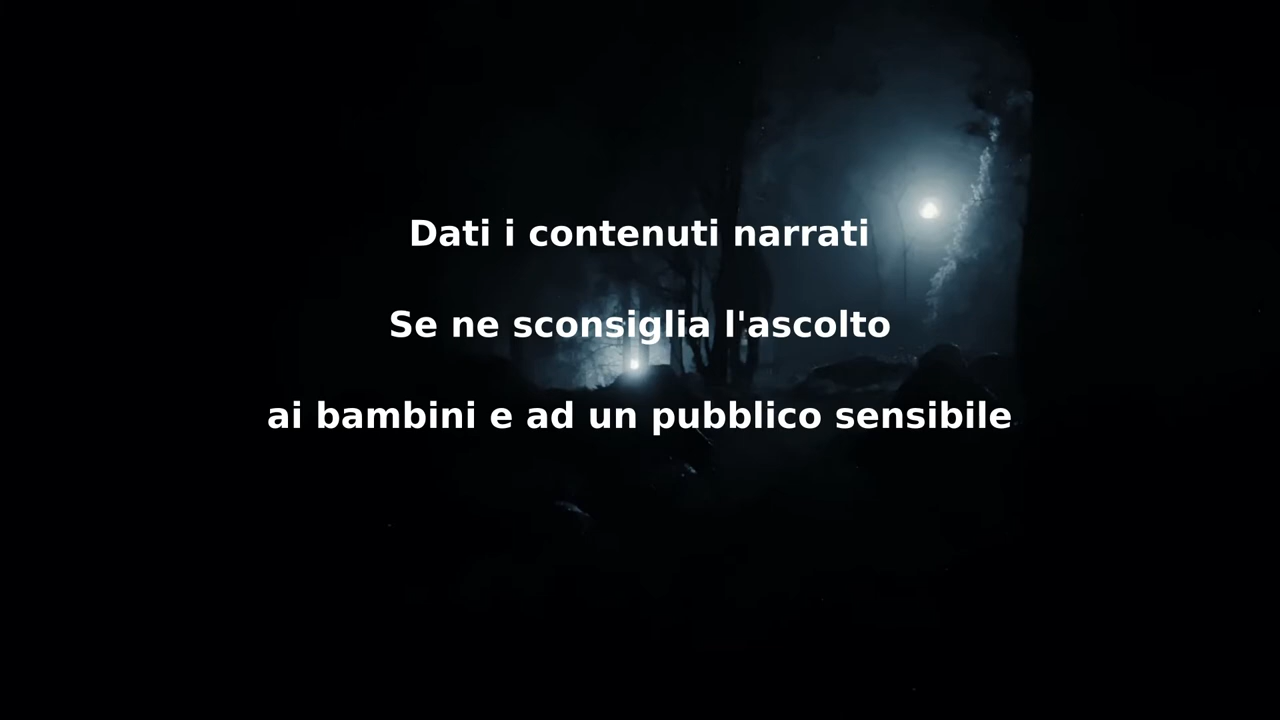 Dati i contenuti narrati
Se ne sconsiglia l'ascolto
ai bambini e ad un pubblico sensibile